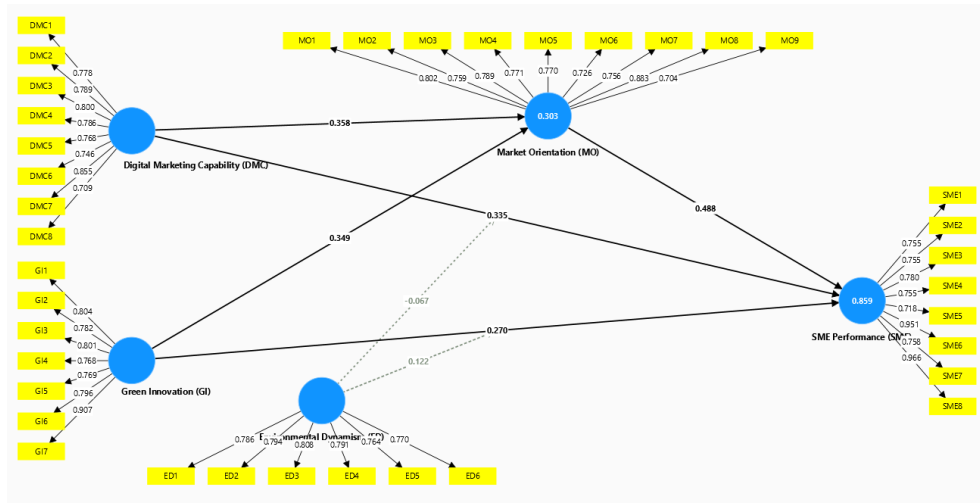 DMC1
DMC2
DMC3
DMC4
DMC5
DMC6
DMC7
DMC8
0.778
0.789
0.800
0.786
0.768
0.746
0.855
0.709
Digital Marketing Capability (DMC)
MO1
MO2
MO3
MO4
MO5
MO6
MO7
MO8
MO9
0.802
0.759
0.789
0.771
0.770
0.726
0.756
0.883
0.704
0.303
Market Orientation (MO)
0.358
0.335
0.488
0.349
0.270
-0.067
0.122
GI1
GI2
GI3
GI4
GI5
GI6
GI7
0.804
0.782
0.801
0.768
0.769
0.796
0.907
Green Innovation (GI)
Environmental Dynamism (ED)
0.786
0.794
0.808
0.791
0.764
0.770
ED1
ED2
ED3
ED4
ED5
ED6
0.859
SME Performance (SME)
0.755
0.755
0.780
0.755
0.718
0.951
0.758
0.966
SME1
SME2
SME3
SME4
SME5
SME6
SME7
SME8